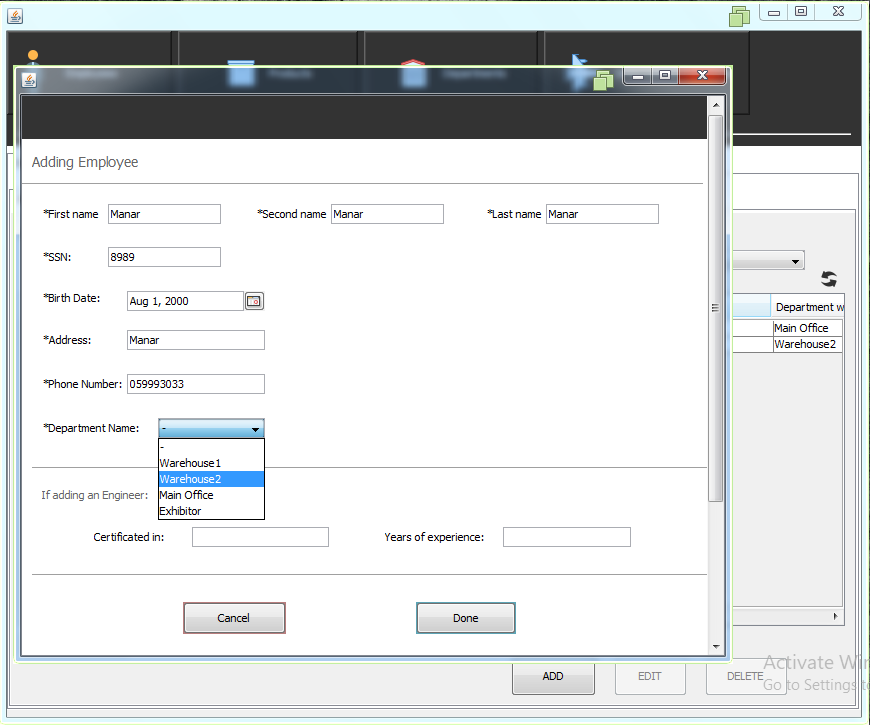 Employees Products Departments
Adding Employee
*First name Manar *Second name Manar *Last name Manar
*SSN: 8989
*Birth Date: Aug 1, 2000
*Address: Manar
*Phone Number: 059993033
*Department Name: -
-
Warehouse1
Warehouse2
If adding an Engineer: Main Office
Exhibitor
Certificated in: Years of experience:
Cancel Done
Department w
Main Office
Warehouse2
ADD EDIT DELETE
Activate Win
Go to Settings to